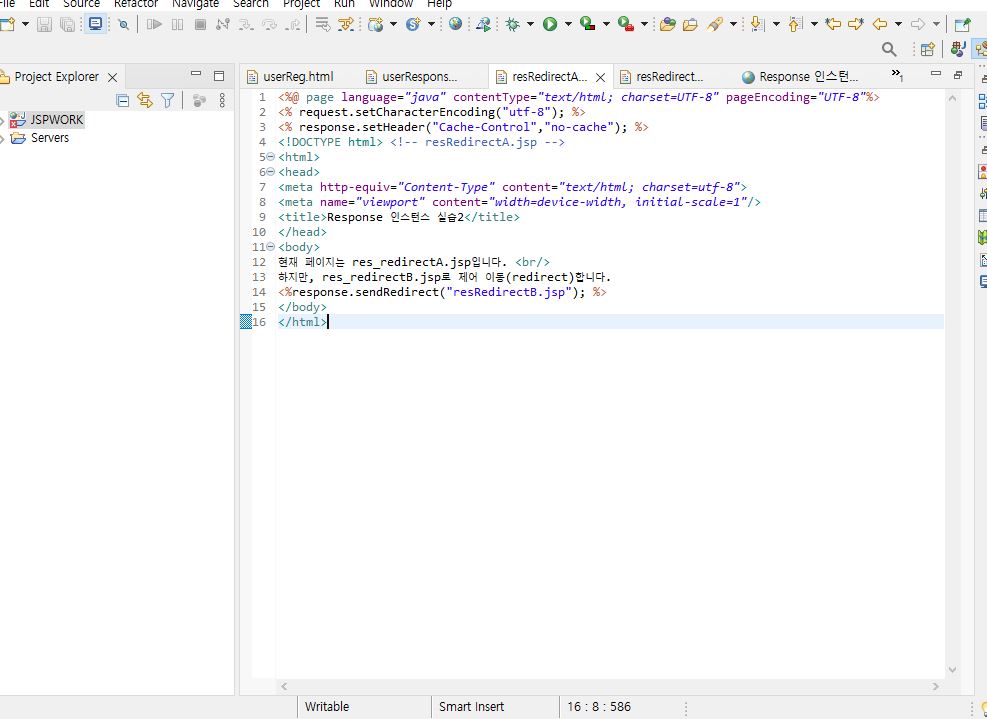 File Edit Source Refactor Navigate Search Project Run Window Help
Project Explorer
JSPWORK
Servers
userReg.html userRespons... resRedirectA... resRedirect... Response 인스턴... »1
1 <%@ page language="java" contentType="text/html; charset=UTF-8" pageEncoding="UTF-8"%>
2 <% request.setCharacterEncoding("utf-8"); %>
3 <% response.setHeader("Cache-Control","no-cache"); %>
4 <!DOCTYPE html> <!-- resRedirectA.jsp -->
5 <html>
6 <head>
7 <meta http-equiv="Content-Type" content="text/html; charset=utf-8">
8 <meta name="viewport" content="width=device-width, initial-scale=1"/>
9 <title>Response 인스턴스 실습2</title>
10 </head>
11 <body>
12 현재 페이지는 res_redirectA.jsp입니다. <br/>
13 하지만, res_redirectB.jsp로 제어 이동(redirect)합니다.
14 <%response.sendRedirect("resRedirectB.jsp"); %>
15 </body>
16 </html>
Writable Smart Insert 16 : 8 : 586